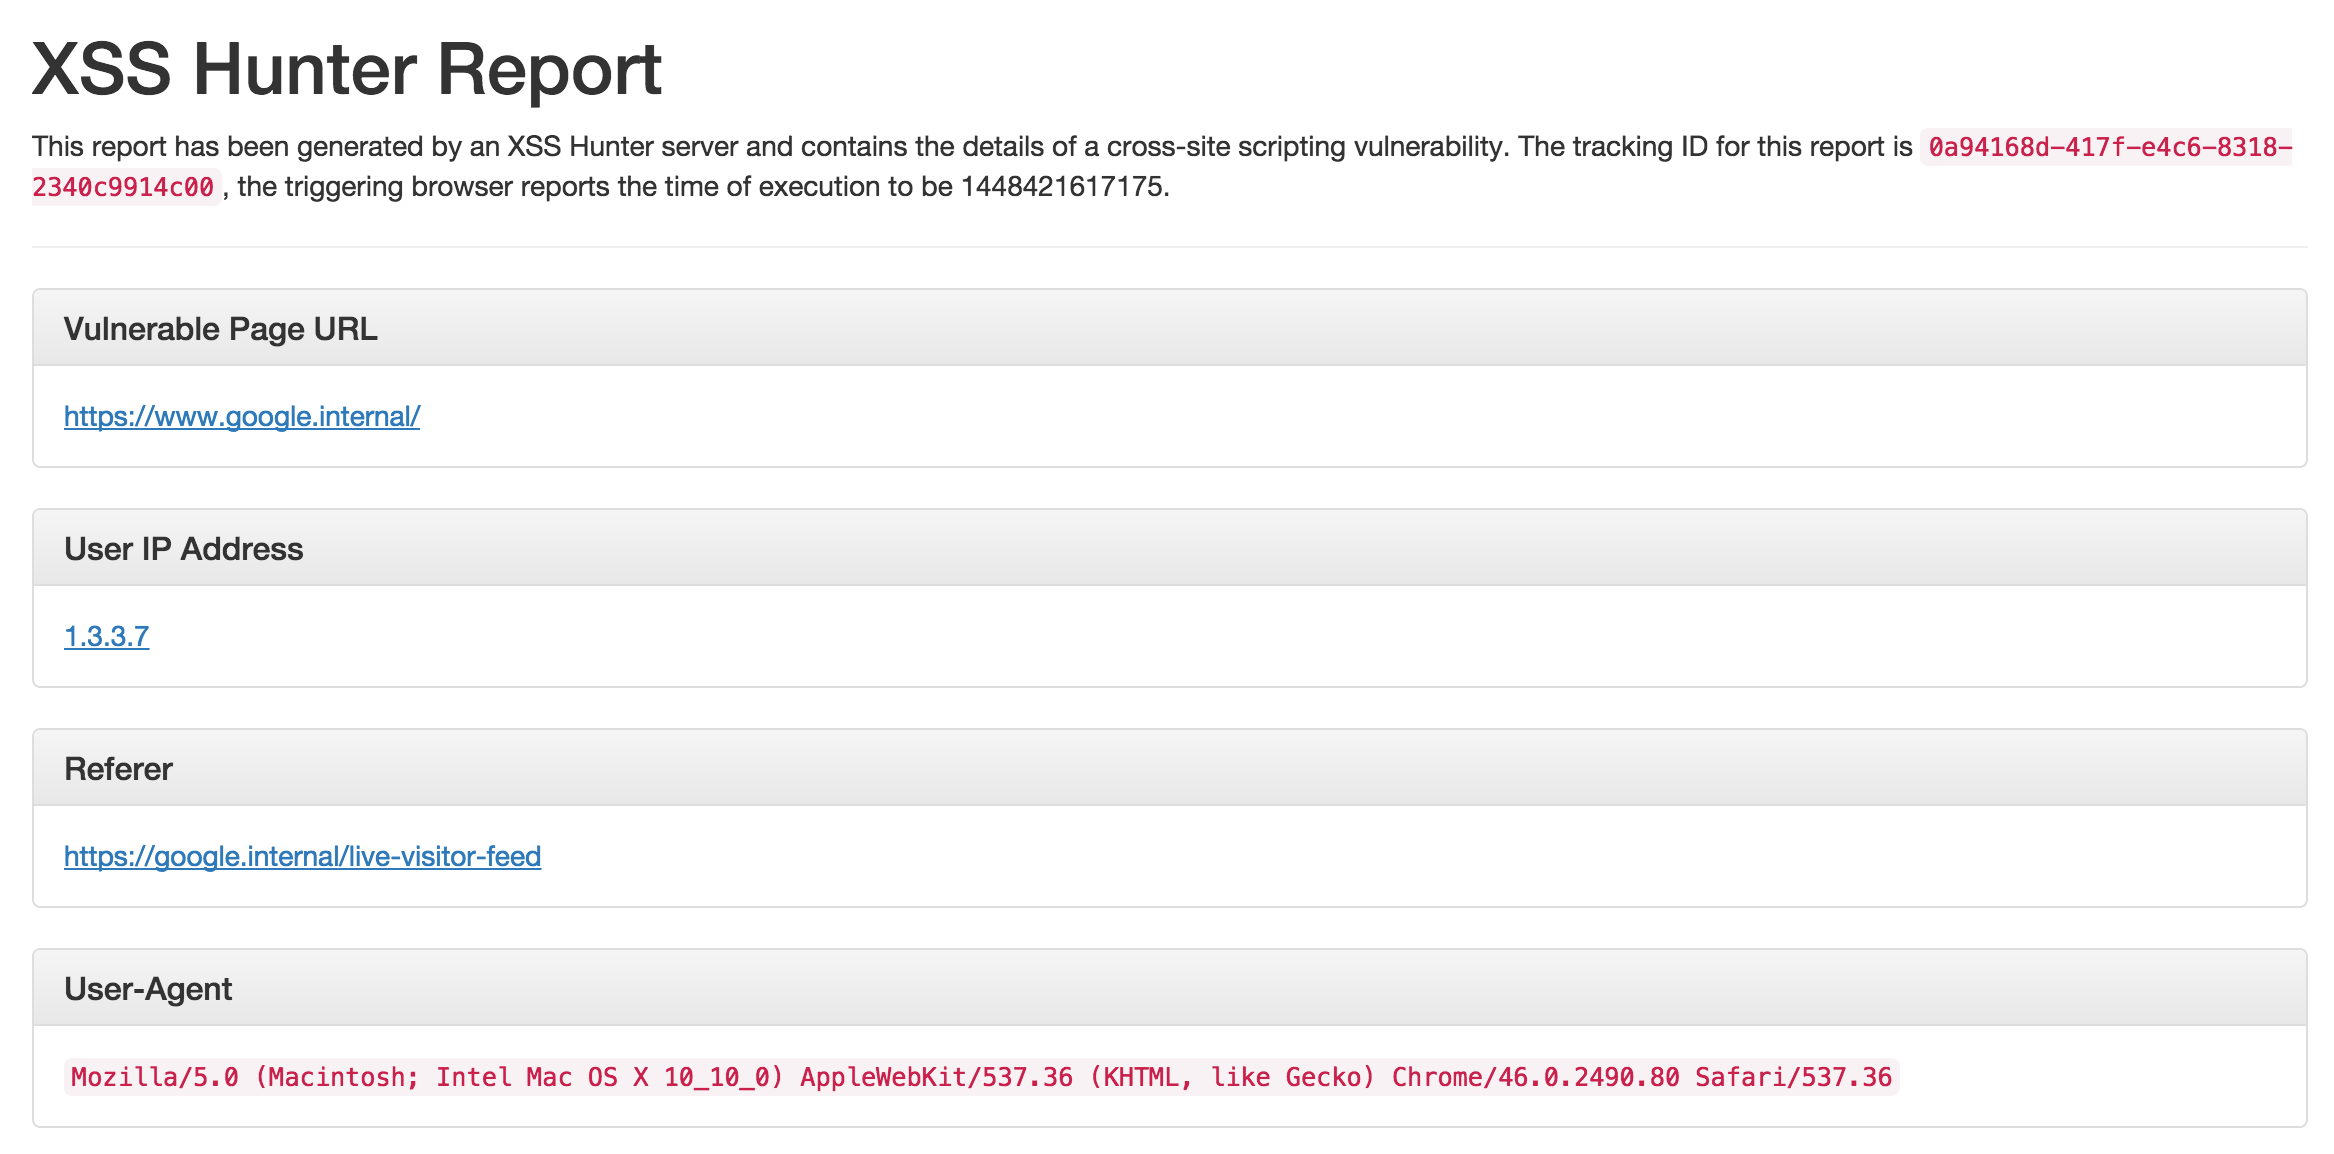 XSS Hunter Report
This report has been generated by an XSS Hunter server and contains the details of a cross-site scripting vulnerability. The tracking ID for this report is 0a94168d-417f-e4c6-8318-
2340c9914c00 , the triggering browser reports the time of execution to be 1448421617175.
Vulnerable Page URL
https://www.google.internal/
User IP Address
1.3.3.7
Referer
https://google.internal/live-visitor-feed
User-Agent
Mozilla/5.0 (Macintosh; Intel Mac OS X 10_10_0) AppleWebKit/537.36 (KHTML, like Gecko) Chrome/46.0.2490.80 Safari/537.36